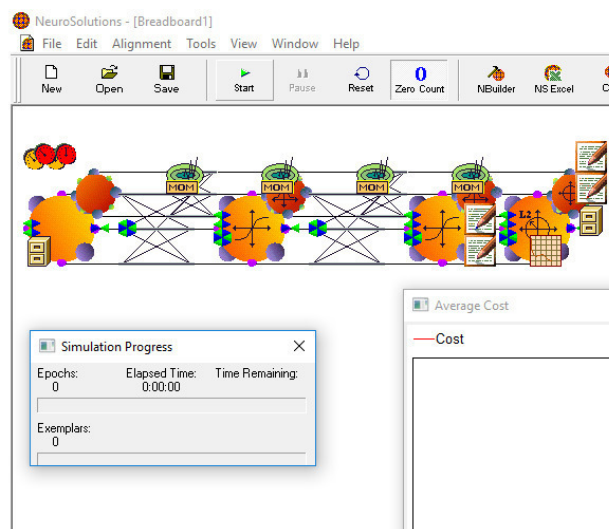 NeuroSolutions - [Breadboard1]
File Edit Alignment Tools View Window Help
New Open Save Start Pause Reset Zero Count NBuilder NS Excel
MOM MOM MOM MOM
L2
Average Cost
Cost
Simulation Progress
Epochs: Elapsed Time: Time Remaining:
0 0:00:00
Exemplars:
0